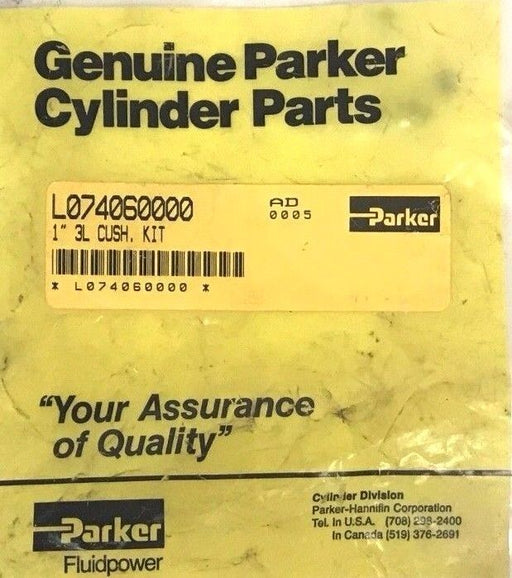 Genuine Parker
Cylinder Parts
L074060000
AD
0005
Parker
1" 3L CUSH. KIT
* L074060000 *
"Your Assurance
of Quality"
Parker
Fluidpower
Cylinder Division
Parker-Hannifin Corporation
Tel. In U.S.A. (708) 298-2400
In Canada (519) 376-2691